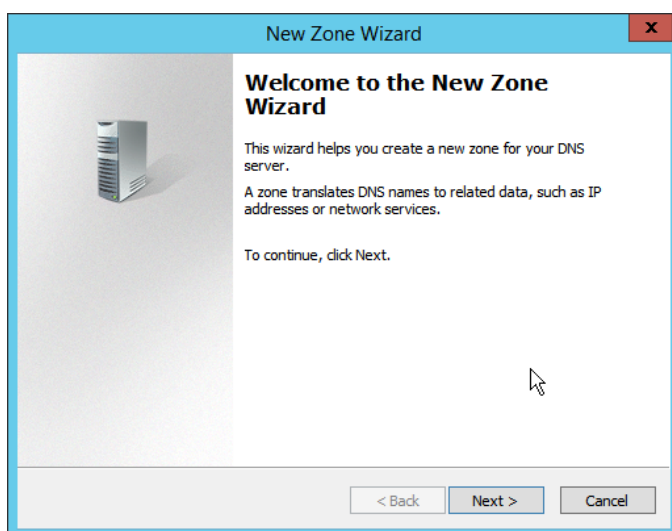 New Zone Wizard
x
Welcome to the New Zone
Wizard
This wizard helps you create a new zone for your DNS
server.
A zone translates DNS names to related data, such as IP
addresses or network services.
To continue, click Next.
< Back
Next >
Cancel